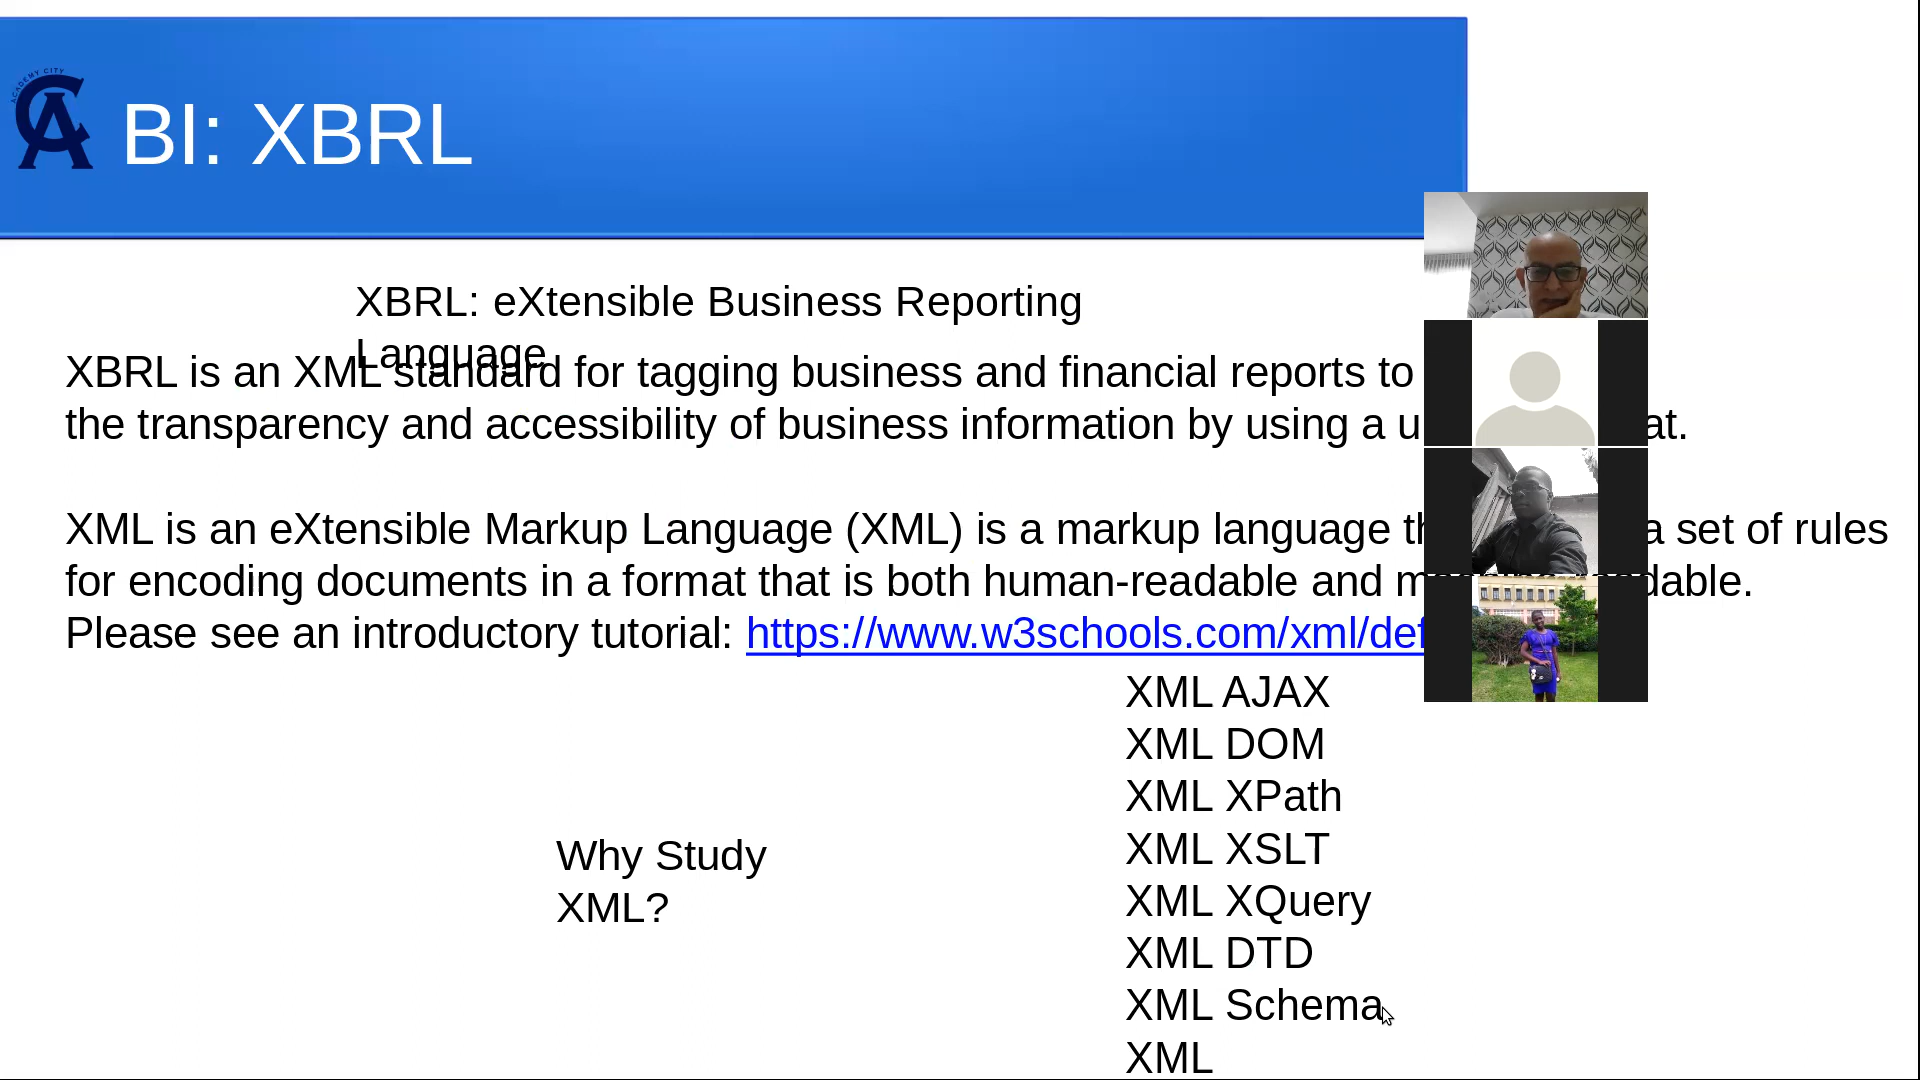 ACADEMY CITY
BI: XBRL
XBRL: eXtensible Business Reporting
Language
XBRL is an XML standard for tagging business and financial reports to
the transparency and accessibility of business information by using a
XML is an eXtensible Markup Language (XML) is a markup language a set of rules
for encoding documents in a format that is both human-readable and
Please see an introductory tutorial: https://www.w3schools.com/xml/def
XML AJAX
XML DOM
XML XPath
XML XSLT
XML XQuery
XML DTD
XML Schema
XML
Why Study
XML?